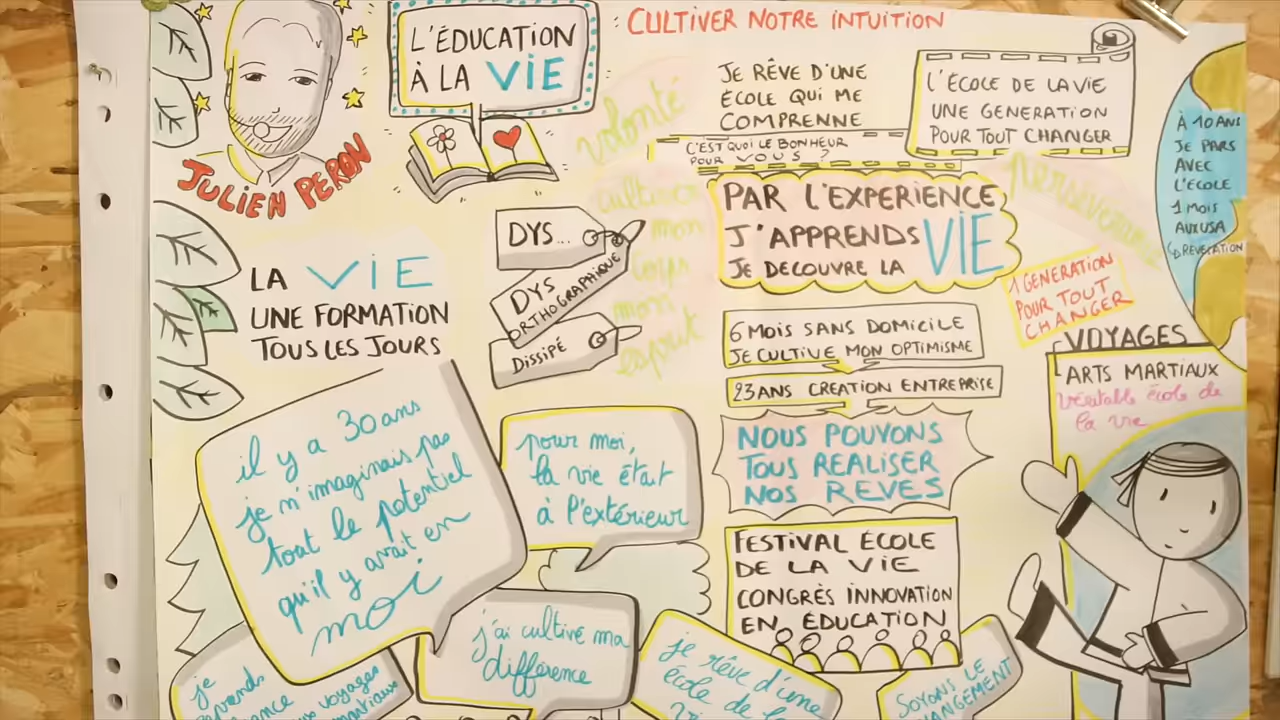 JULIEN PERON
L'ÉDUCATION
À LA VIE
CULTIVER NOTRE INTUITION
volonté
JE RÊVE D'UNE
ÉCOLE QUI ME
COMPRENNE
C'EST QUOI LE BONHEUR
POUR VOUS ?
L'ÉCOLE DE LA VIE
UNE GENERATION
POUR TOUT CHANGER
À 10 ANS
JE PARS
AVEC
L'ÉCOLE
1 MOIS
AUX USA
REVELATION
LA VIE
UNE FORMATION
TOUS LES JOURS
DYS...
DYS
ORTHOGRAPHIQUE
DISSIPÉ
cultiver
mon
corps
mon
esprit
PAR L'EXPERIENCE
J'APPRENDS
JE DECOUVRE LA VIE
1 GENERATION
POUR TOUT
CHANGER
6 MOIS SANS DOMICILE
JE CULTIVE MON OPTIMISME
23 ANS CREATION ENTREPRISE
VOYAGES
ARTS MARTIAUX
véritable école de
la vie
il y a 30 ans
je n'imaginais pas
tout le potentiel
qu'il y avait en
moi
pour moi,
la vie était
à l'extérieur
NOUS POUVONS
TOUS REALISER
NOS REVES
FESTIVAL ÉCOLE
DE LA VIE
CONGRÈS INNOVATION
EN ÉDUCATION
j'ai cultivé ma
différence
je rêve d'une
école de la
SOYONS LE
CHANGEMENT
je
voyages